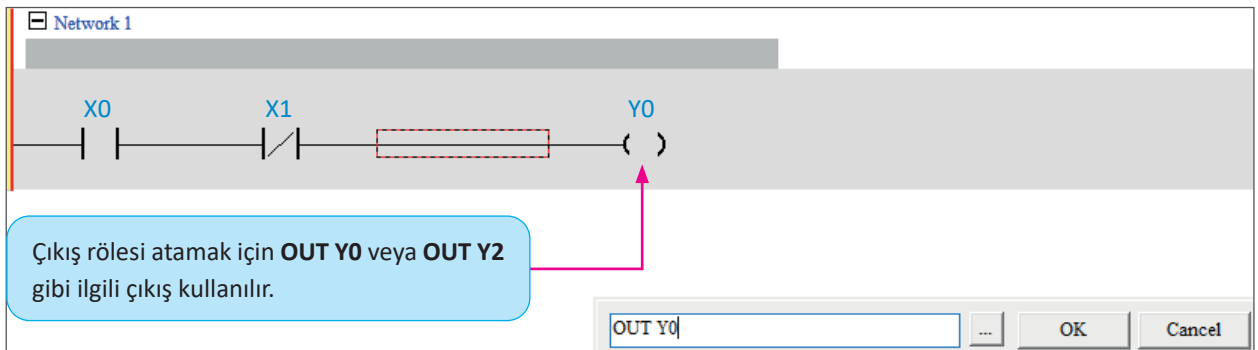 Network 1
X0 X1 Y0
Çıkış rölesi atamak için OUT Y0 veya OUT Y2
gibi ilgili çıkış kullanılır.
OUT Y0 ... OK Cancel